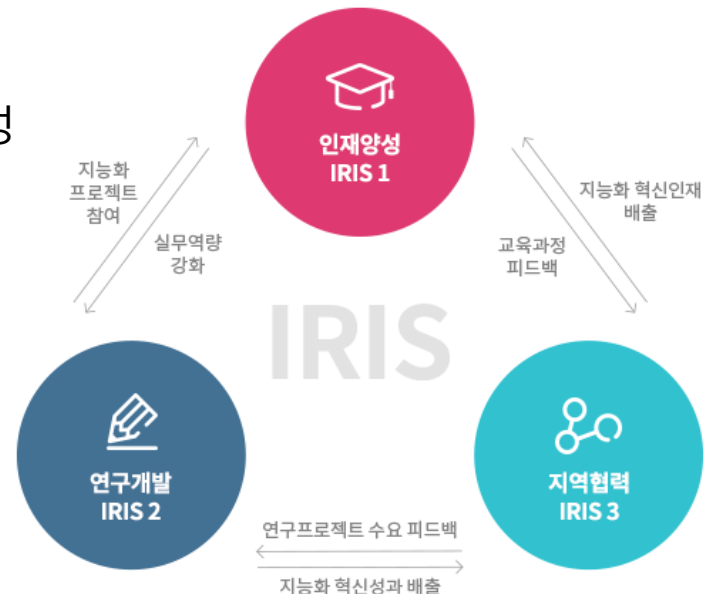 인재양성
IRIS 1
지능화
프로젝트
참여
실무역량
강화
지능화 혁신인재
배출
교육과정
피드백
IRIS
연구개발
IRIS 2
지역협력
IRIS 3
연구프로젝트 수요 피드백
지능화 혁신성과 배출